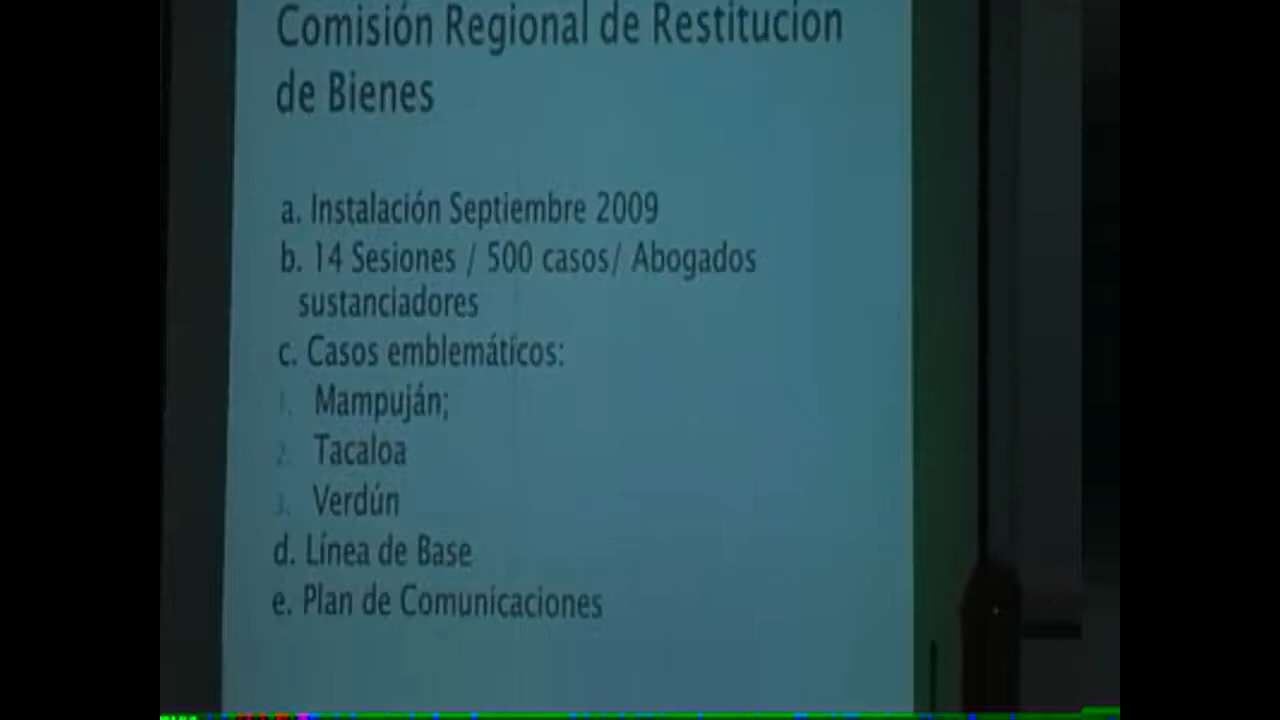 Comisión Regional de Restitucion
de Bienes
a. Instalación Septiembre 2009
b. 14 Sesiones / 500 casos/ Abogados
sustanciadores
c. Casos emblemáticos:
1. Mampuján;
2. Tacaloa
3. Verdún
d. Línea de Base
e. Plan de Comunicaciones